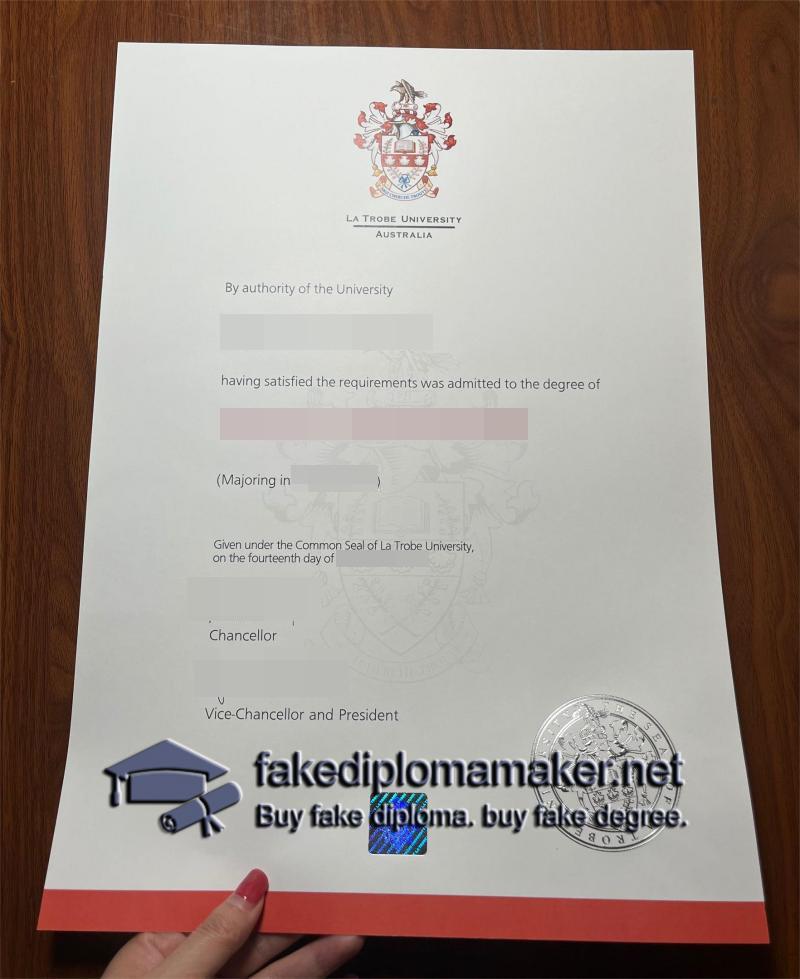 LA TROBE UNIVERSITY
AUSTRALIA
By authority of the University
having satisfied the requirements was admitted to the degree of
(Majoring in )
Given under the Common Seal of La Trobe University,
on the fourteenth day of
Chancellor
Vice-Chancellor and President
fakediplomamaker.net
Buy fake diploma. buy fake degree.